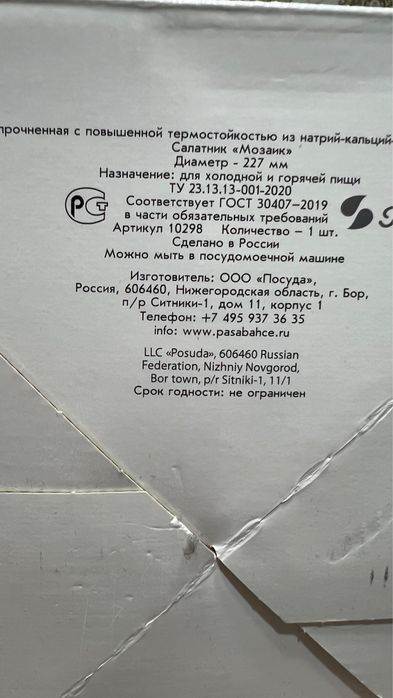 прочненная с повышенной термостойкостью из натрий-кальций-
Салатник «Мозаик»
Диаметр - 227 мм
Назначение: для холодной и горячей пищи
ТУ 23.13.13-001-2020
Соответствует ГОСТ 30407-2019
в части обязательных требований
Артикул 10298 Количество - 1 шт.
Сделано в России
Можно мыть в посудомоечной машине
Изготовитель: ООО «Посуда»,
Россия, 606460, Нижегородская область, г. Бор,
п/р Ситники-1, дом 11, корпус 1
Телефон: +7 495 937 36 35
info: www.pasabahce.ru
LLC «Posuda», 606460 Russian
Federation, Nizhniy Novgorod,
Bor town, p/r Sitniki-1, 11/1
Срок годности: не ограничен